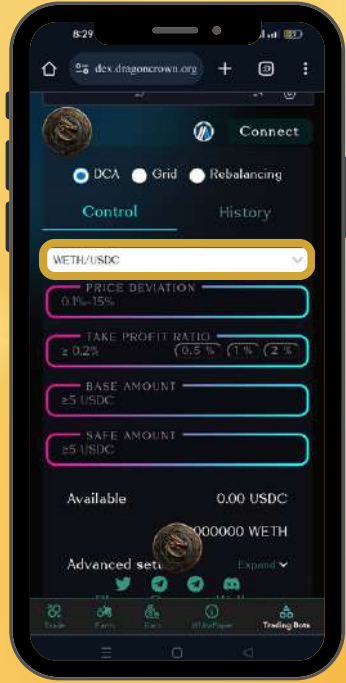 8:29
dex.dragoncrown.org
Connect
DCA Grid Rebalancing
Control History
WETH/USDC
PRICE DEVIATION
0.1%-15%
TAKE PROFIT RATIO
≥ 0.2% 0.5 % 1 % 2 %
BASE AMOUNT
≥5 USDC
SAFE AMOUNT
≥5 USDC
Available 0.00 USDC
000000 WETH
Advanced sett Expand
Trade Farm Earn WhitePaper Trading Bots